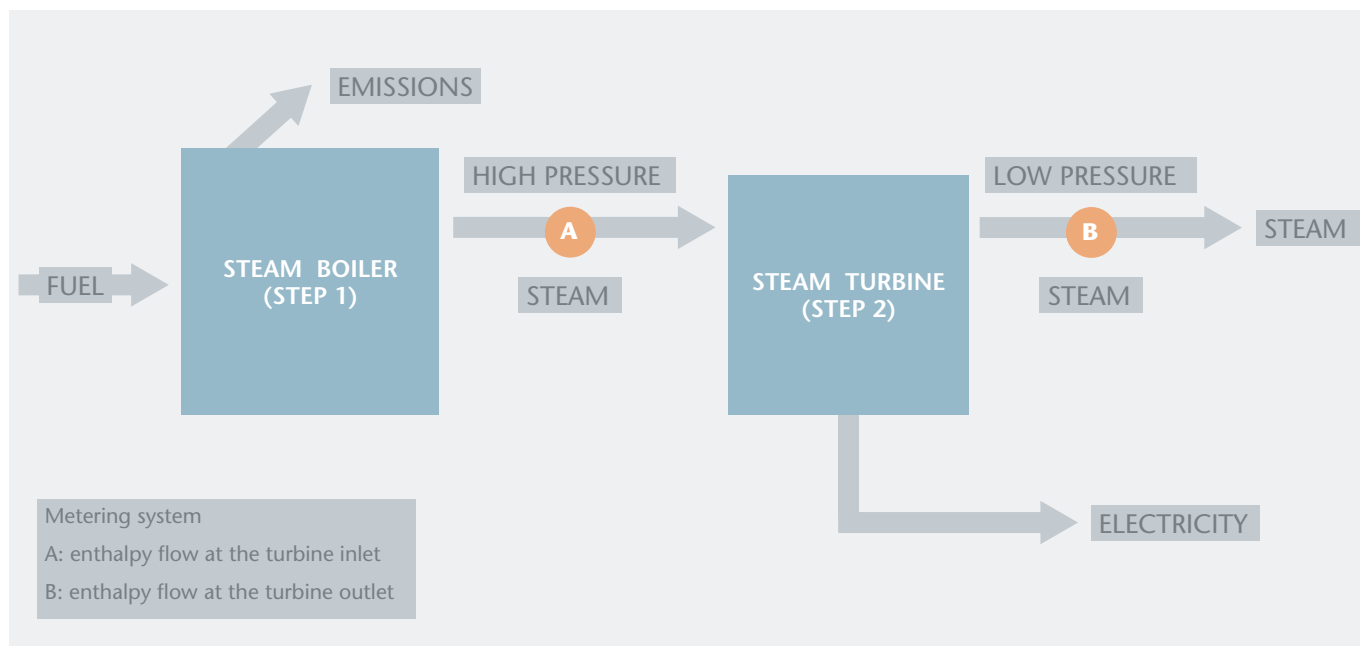 EMISSIONS
HIGH PRESSURE
LOW PRESSURE
A
B
STEAM
FUEL
STEAM BOILER
(STEP 1)
STEAM
STEAM TURBINE
(STEP 2)
STEAM
Metering system
A: enthalpy flow at the turbine inlet
B: enthalpy flow at the turbine outlet
ELECTRICITY